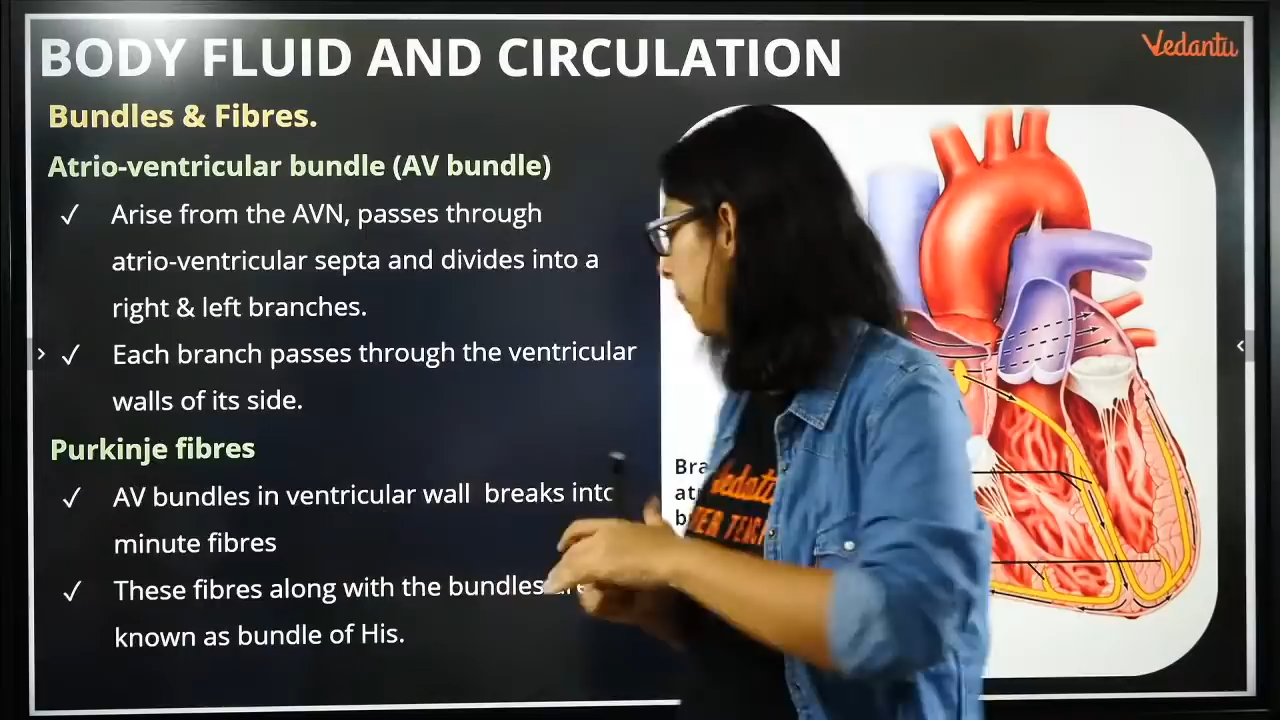 BODY FLUID AND CIRCULATION
Vedantu
Bundles & Fibres.
Atrio-ventricular bundle (AV bundle)
✓ Arise from the AVN, passes through
atrio-ventricular septa and divides into a
right & left branches.
✓ Each branch passes through the ventricular
walls of its side.
Purkinje fibres
✓ AV bundles in ventricular wall breaks into
minute fibres
✓ These fibres along with the bundles
known as bundle of His.
Vedantu